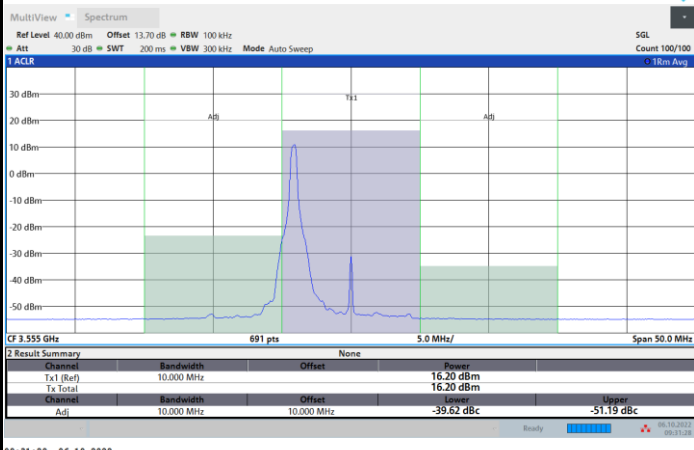 MultiView Spectrum
Ref Level 40.00 dBm Offset 13.70 dB RBW 100 kHz SGL
Att 30 dB SWT 200 ms VBW 300 kHz Mode Auto Sweep Count 100/100
1 ACLR 1Rm Avg
30 dBm
Tx1
20 dBm
Adj Adj
10 dBm
0 dBm
-10 dBm
-20 dBm
-30 dBm
-40 dBm
-50 dBm
CF 3.555 GHz 691 pts 5.0 MHz/ Span 50.0 MHz
2 Result Summary None
Channel Bandwidth Offset Power
Tx1 (Ref) 10.000 MHz 16.20 dBm
Tx Total 16.20 dBm
Channel Bandwidth Offset Lower Upper
Adj 10.000 MHz 10.000 MHz -39.62 dBc -51.19 dBc
Ready 06.10.2022
09:31:28